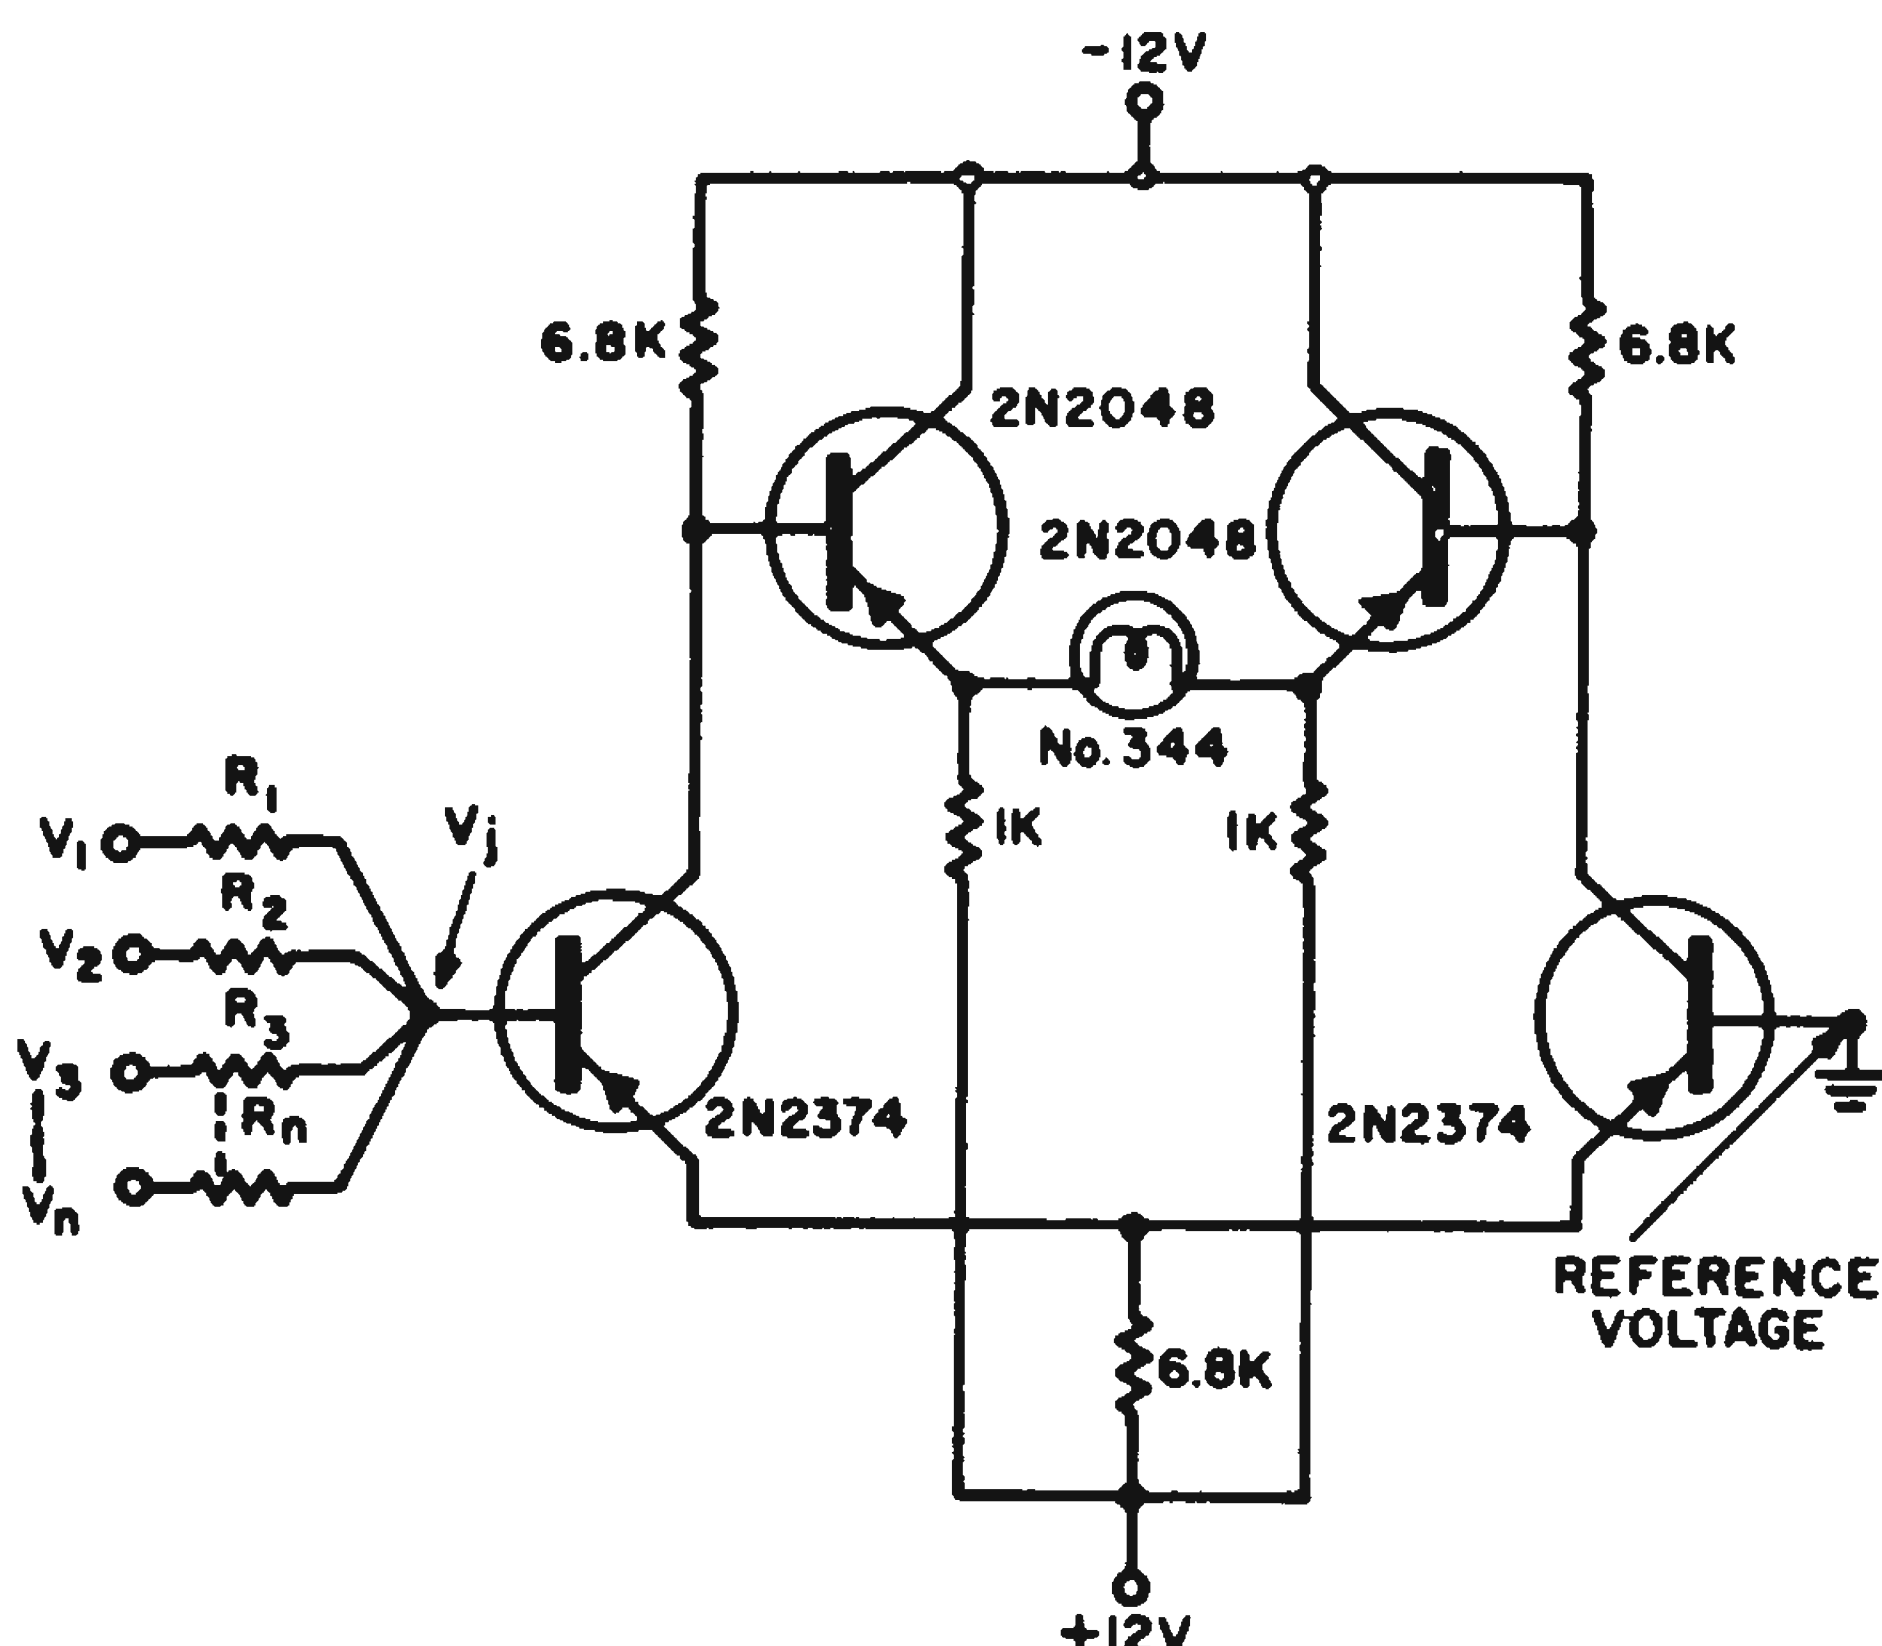 -12V
6.8K
6.8K
2N2048
2N2048
No. 344
R1
V1
Vj
1K
1K
R2
V2
R3
V3
Rn
2N2374
2N2374
Vn
REFERENCE
VOLTAGE
6.8K
+12V